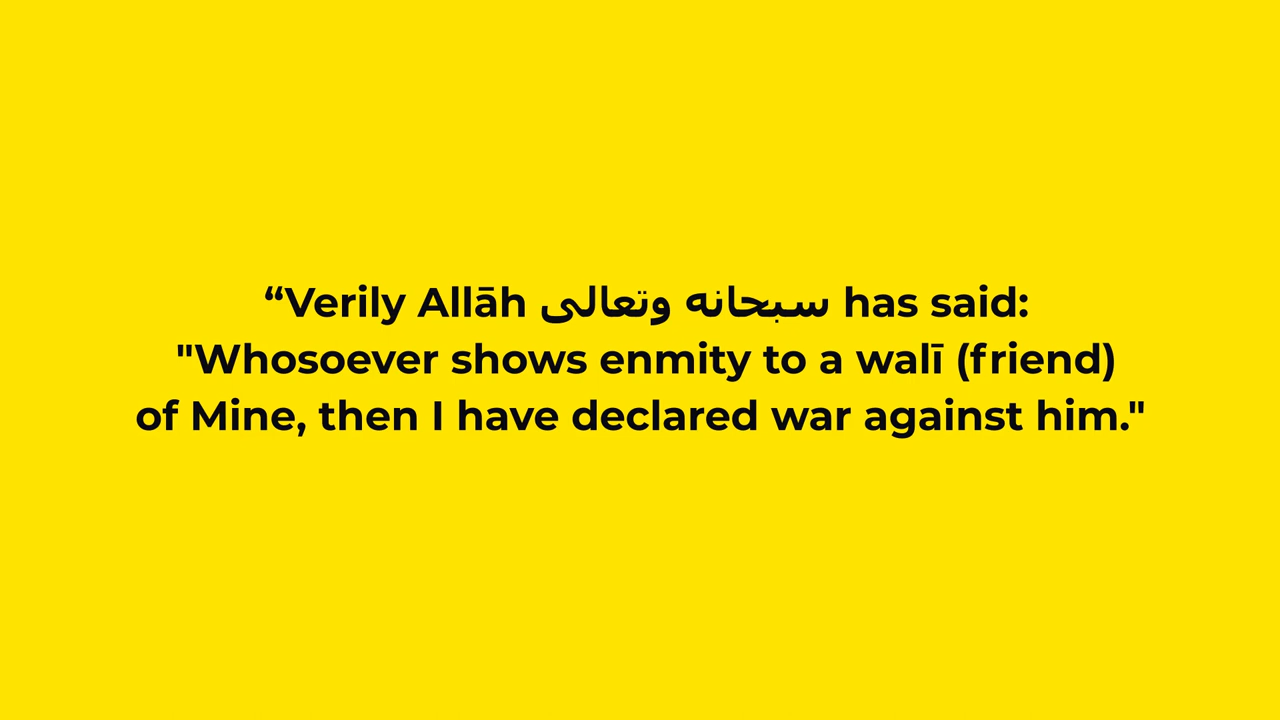 “Verily Allāh سبحانه وتعالى has said:
"Whosoever shows enmity to a walī (friend)
of Mine, then I have declared war against him."